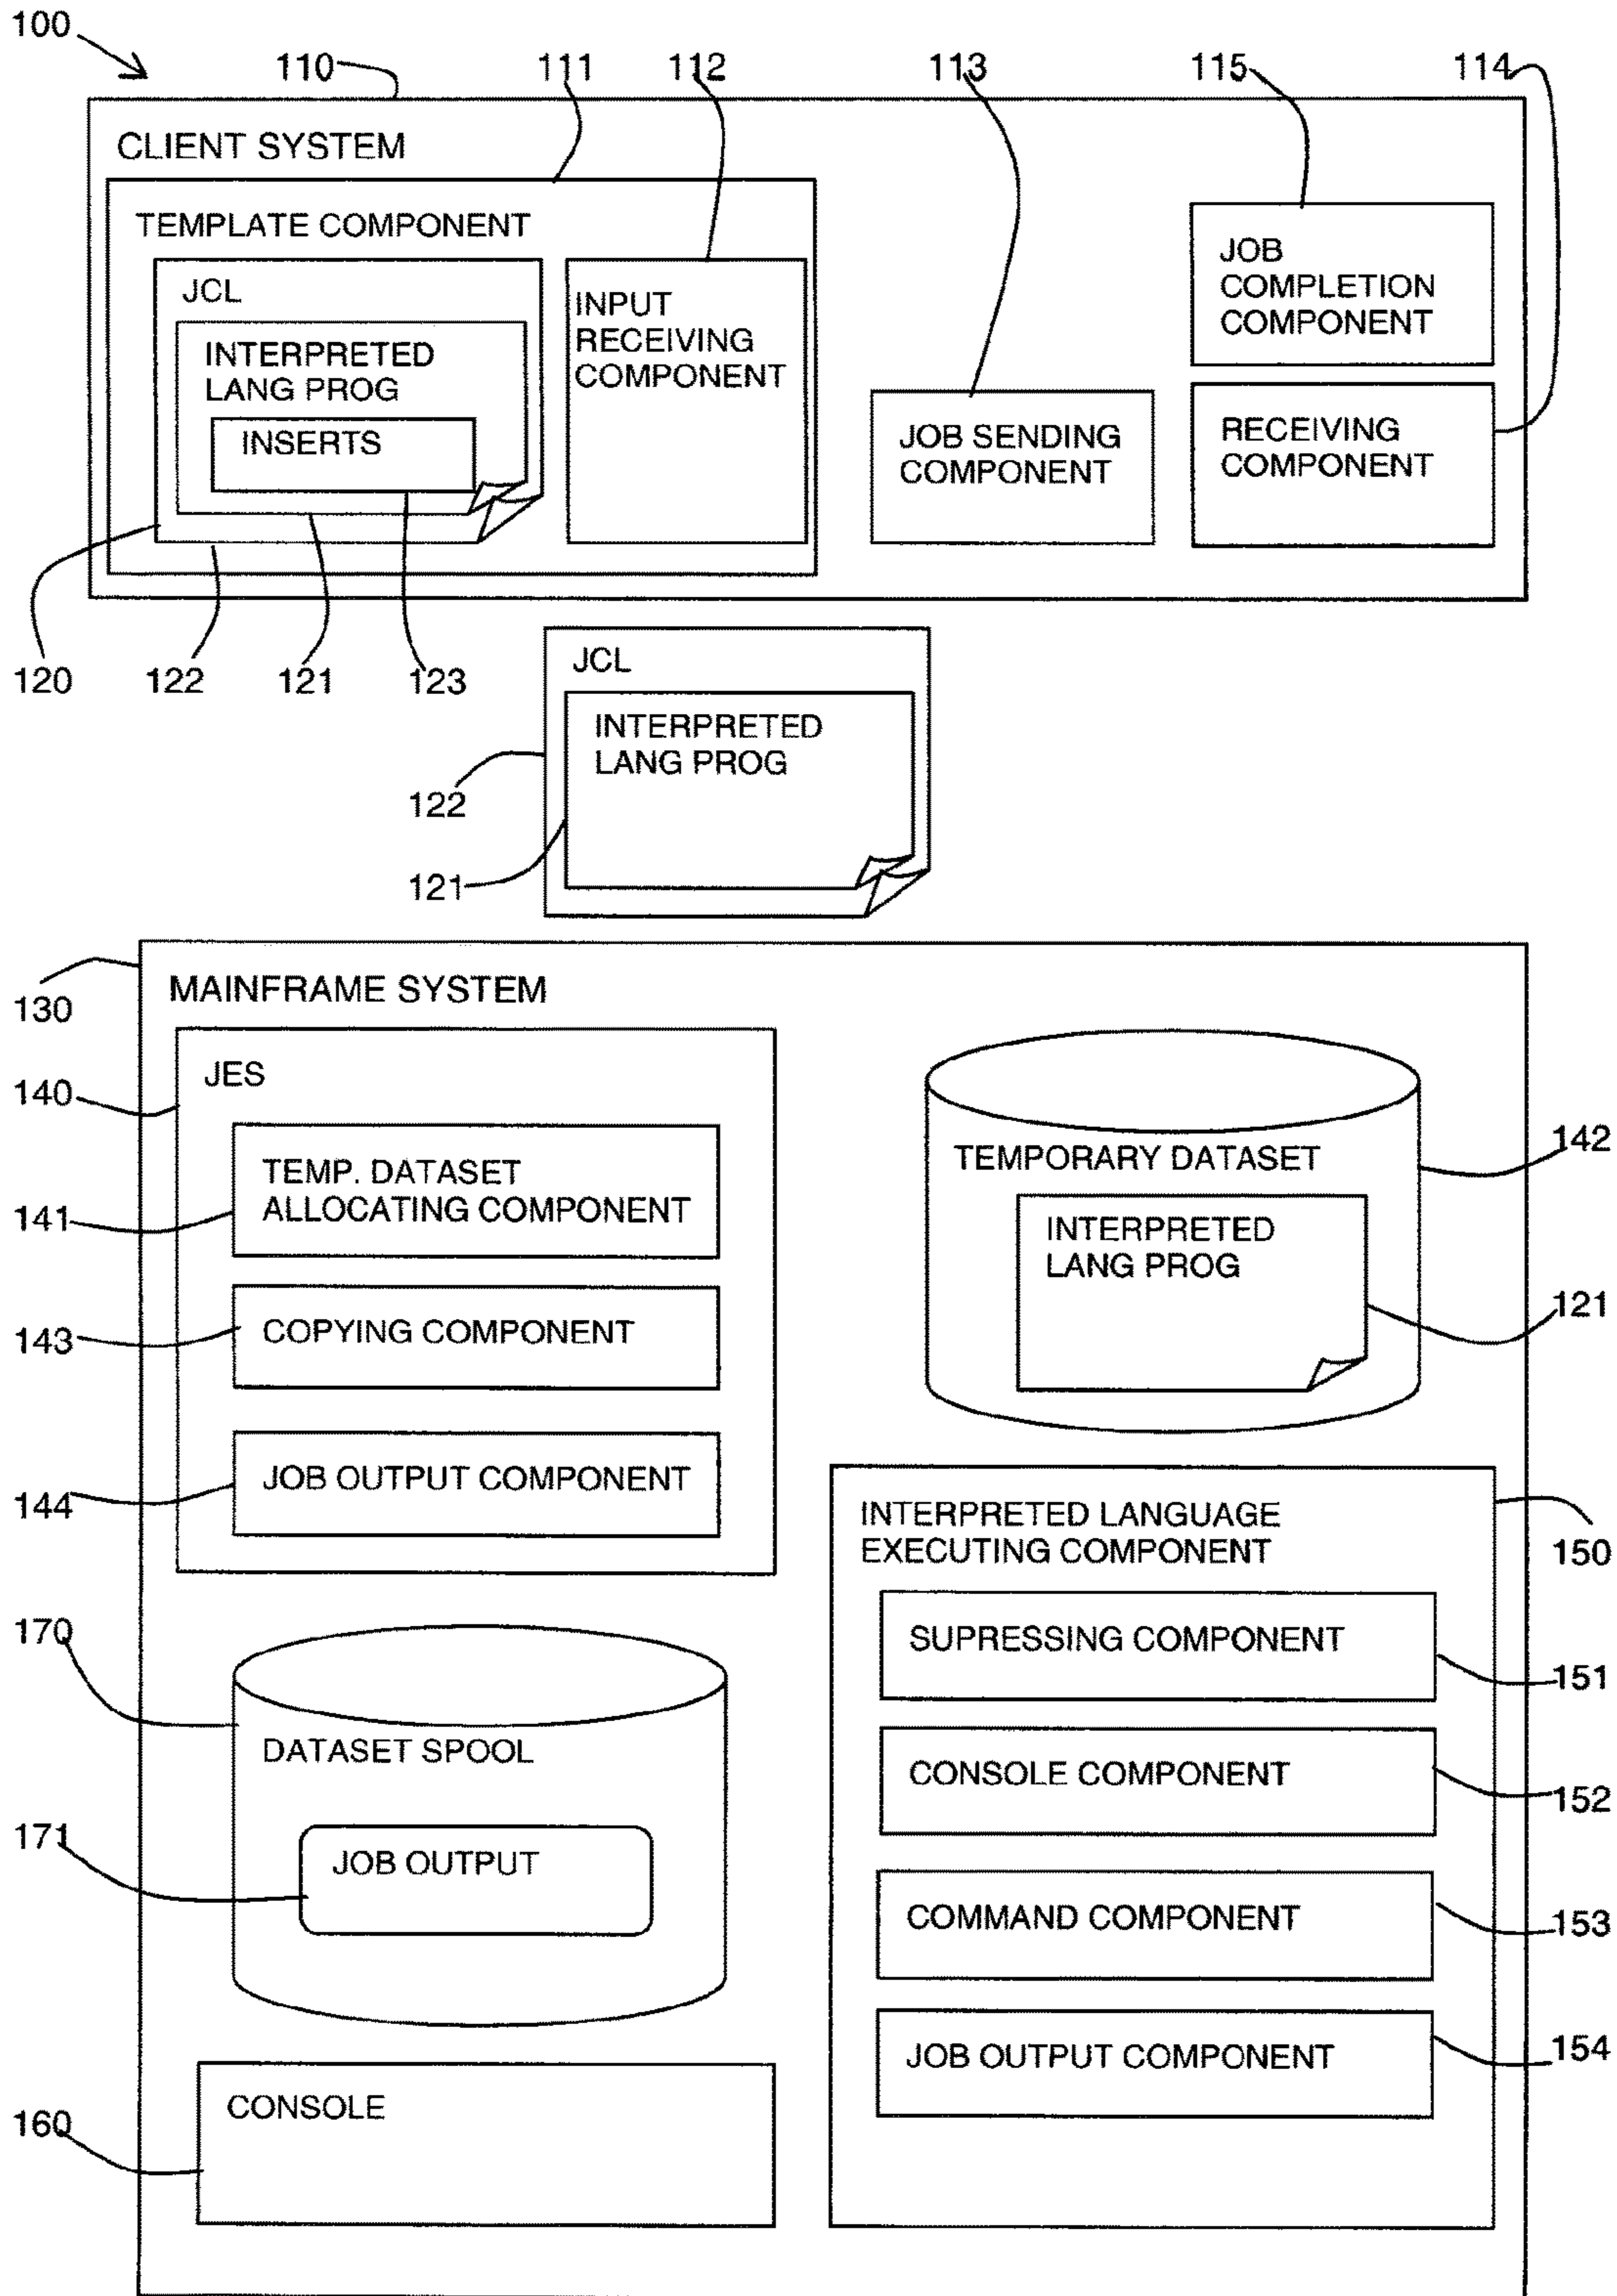 100
110
111
112
113
115
114
CLIENT SYSTEM
TEMPLATE COMPONENT
JCL
INTERPRETED
LANG PROG
INSERTS
INPUT
RECEIVING
COMPONENT
JOB SENDING
COMPONENT
JOB
COMPLETION
COMPONENT
RECEIVING
COMPONENT
120
122
121
123
JCL
INTERPRETED
LANG PROG
122
121
130
MAINFRAME SYSTEM
JES
140
TEMP. DATASET
ALLOCATING COMPONENT
141
COPYING COMPONENT
143
JOB OUTPUT COMPONENT
144
TEMPORARY DATASET
142
INTERPRETED
LANG PROG
121
INTERPRETED LANGUAGE
EXECUTING COMPONENT
150
SUPRESSING COMPONENT
151
CONSOLE COMPONENT
152
COMMAND COMPONENT
153
JOB OUTPUT COMPONENT
154
170
DATASET SPOOL
171
JOB OUTPUT
CONSOLE
160